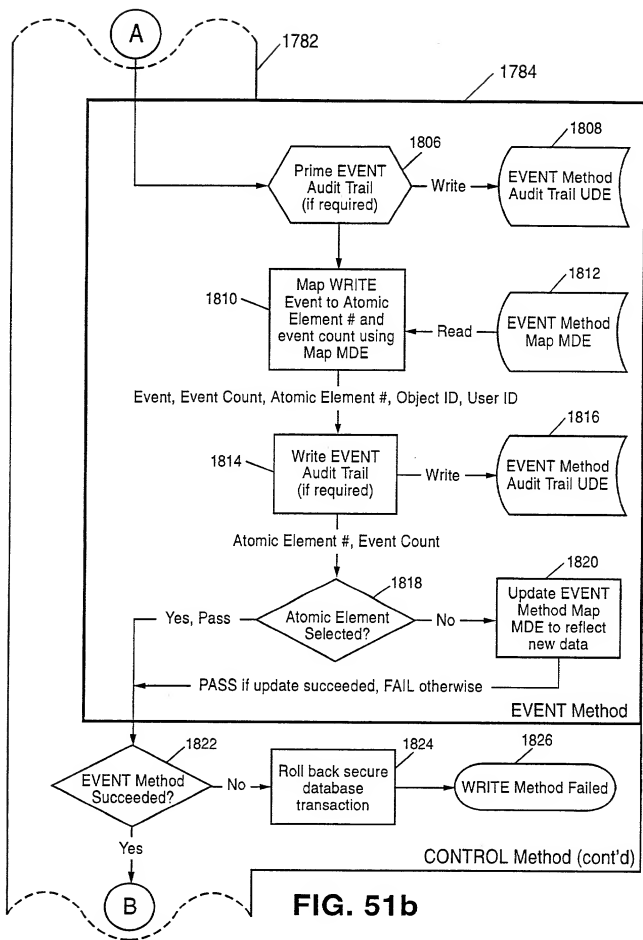 A
1782
1784
1806
1808
Prime EVENT
Audit Trail
(if required)
Write
EVENT Method
Audit Trail UDE
1810
Map WRITE
Event to Atomic
Element # and
event count using
Map MDE
Read
1812
EVENT Method
Map MDE
Event, Event Count, Atomic Element #, Object ID, User ID
1814
Write EVENT
Audit Trail
(if required)
Write
1816
EVENT Method
Audit Trail UDE
Atomic Element #, Event Count
1818
1820
Yes, Pass
Atomic Element
Selected?
No
Update EVENT
Method Map
MDE to reflect
new data
PASS if update succeeded, FAIL otherwise
EVENT Method
1822
1824
1826
EVENT Method
Succeeded?
No
Roll back secure
database
transaction
WRITE Method Failed
Yes
CONTROL Method (cont'd)
B
FIG. 51b